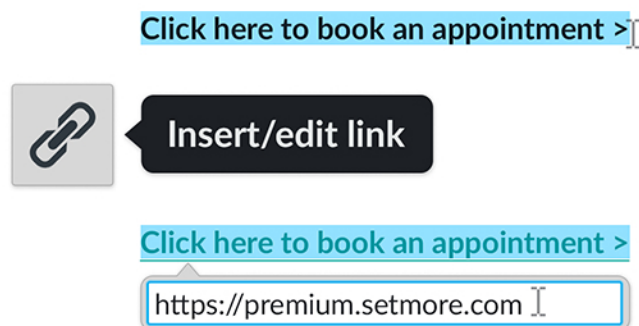 Click here to book an appointment >
Insert/edit link
Click here to book an appointment >
https://premium.setmore.com